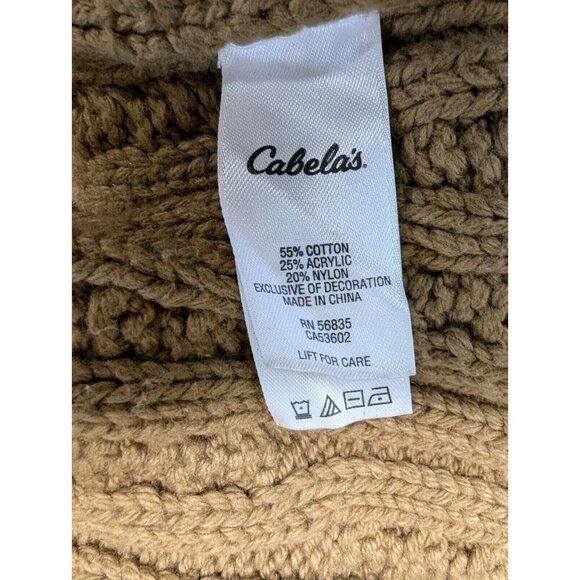 Cabela's.
55% COTTON
25% ACRYLIC
20% NYLON
EXCLUSIVE OF DECORATION
MADE IN CHINA
RN 56835
CA53602
LIFT FOR CARE